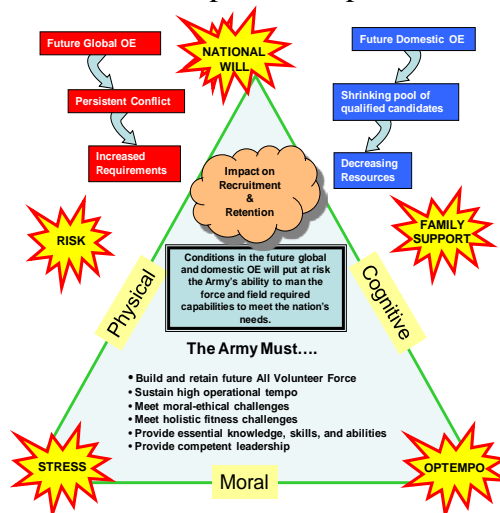 Future Global OE
NATIONAL
WILL
Future Domestic OE
Persistent Conflict
Shrinking pool of
qualified candidates
Increased
Requirements
Decreasing
Resources
Impact on
Recruitment
&
Retention
RISK
FAMILY
SUPPORT
Conditions in the future global
and domestic OE will put at risk
the Army's ability to man the
force and field required
capabilities to meet the nation's
needs.
Physical
Cognitive
The Army Must….
• Build and retain future All Volunteer Force
• Sustain high operational tempo
• Meet moral-ethical challenges
• Meet holistic fitness challenges
• Provide essential knowledge, skills, and abilities
• Provide competent leadership
STRESS
OPTEMPO
Moral